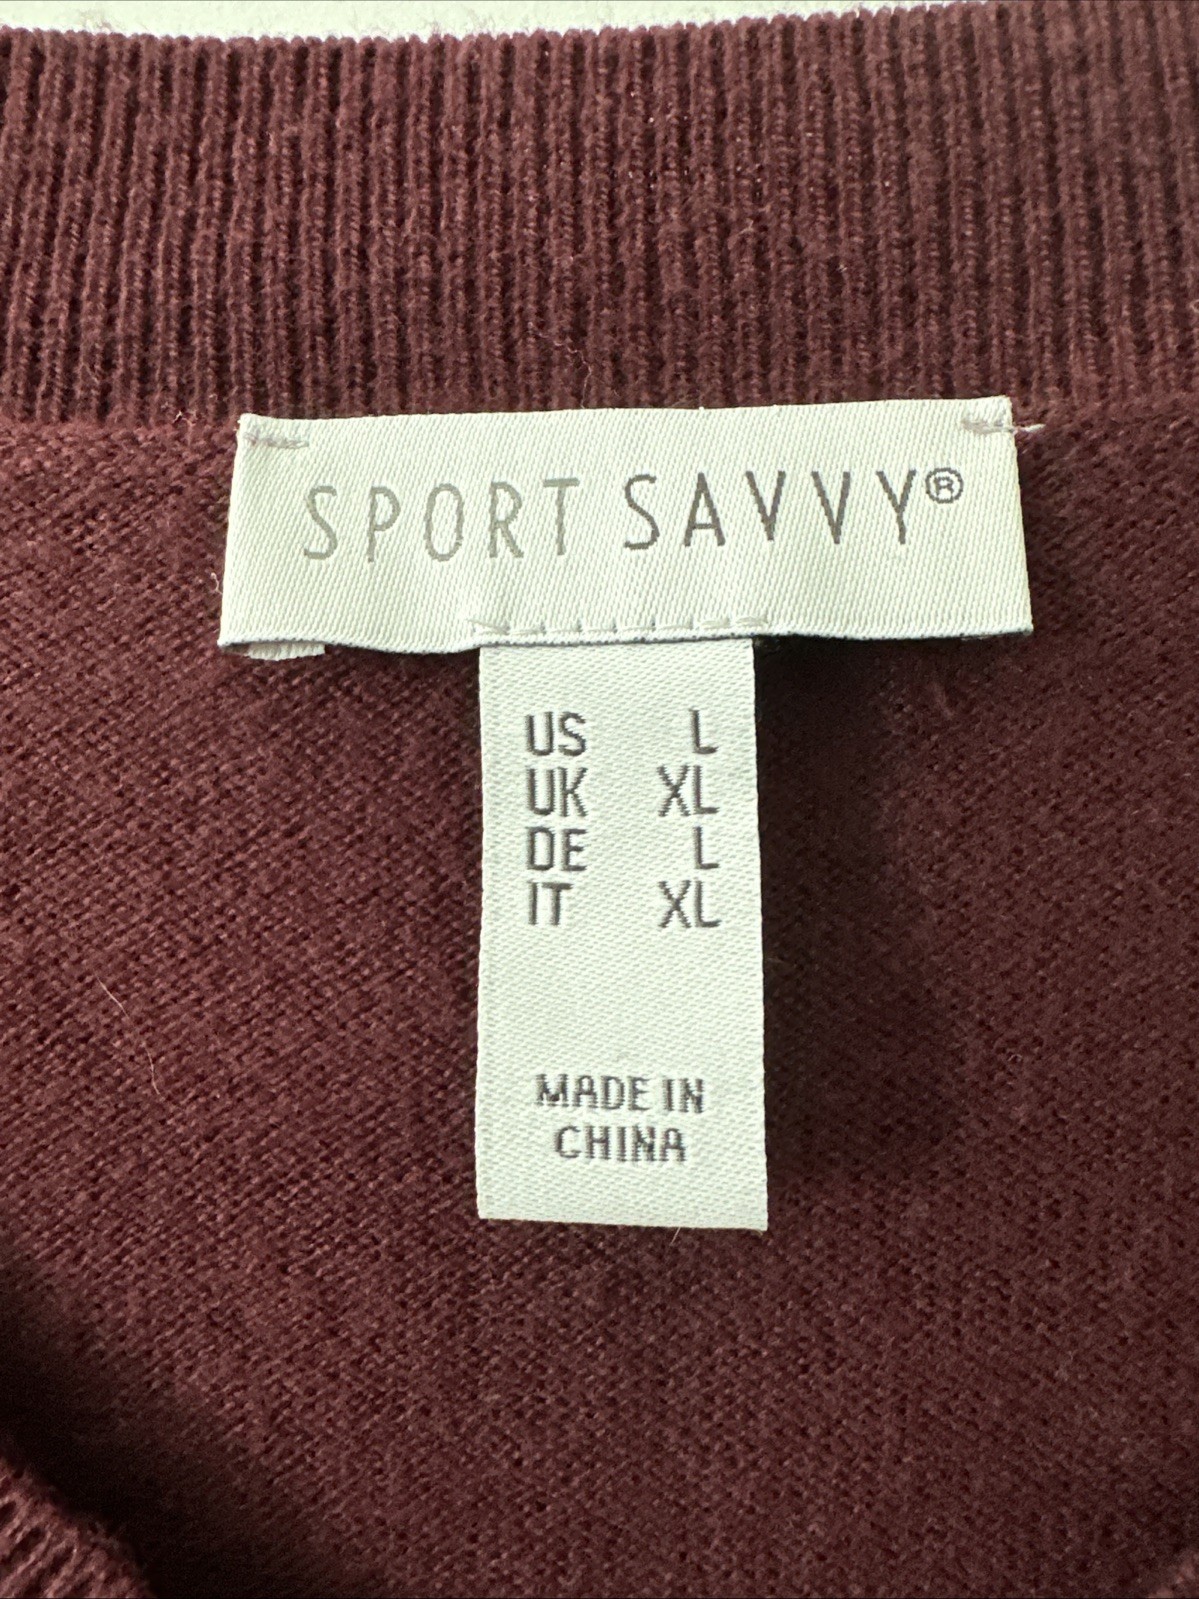 SPORT SAVVY®
US L
UK XL
DE L
IT XL
MADE IN
CHINA